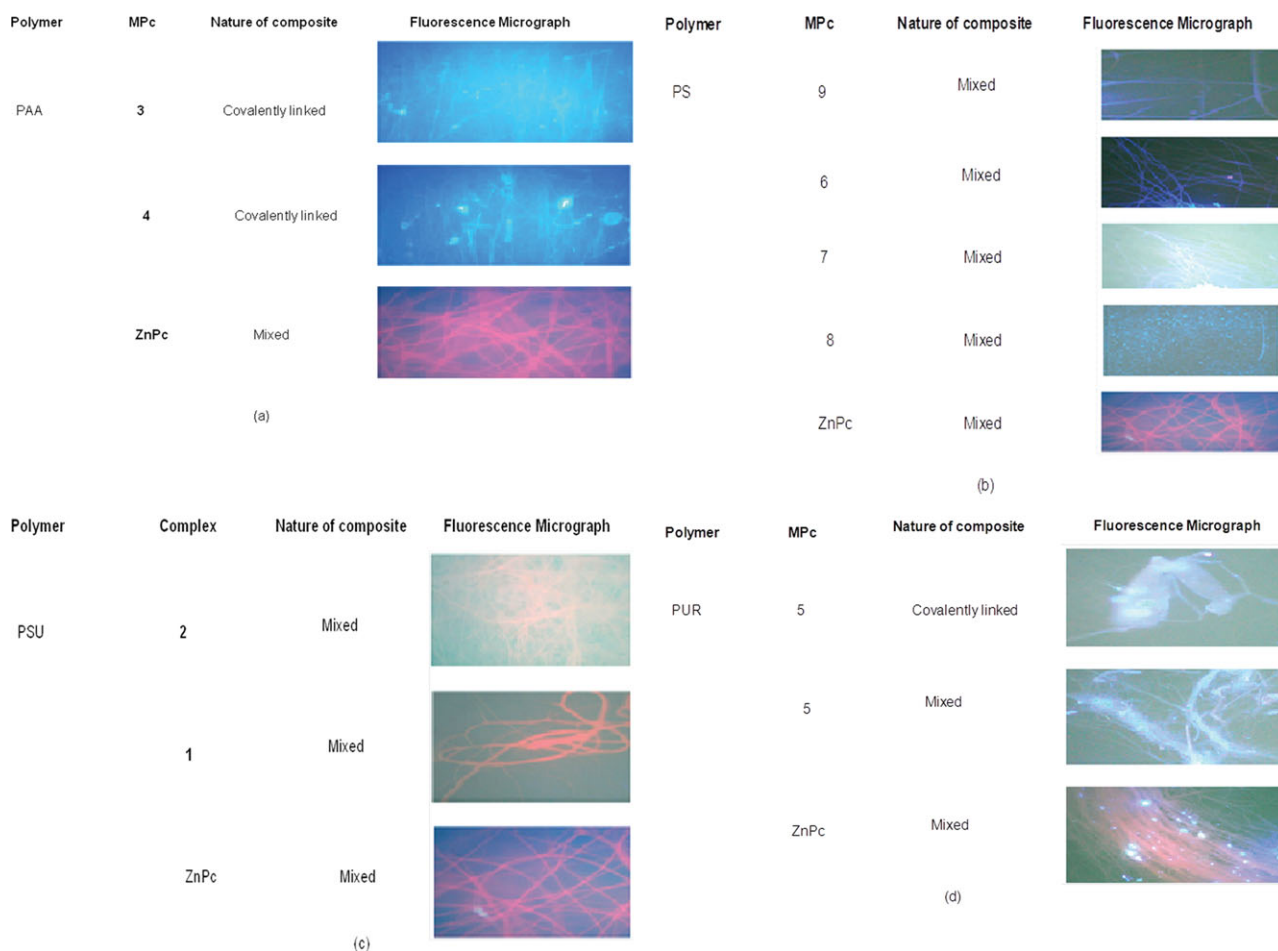 Polymer MPc Nature of composite Fluorescence Micrograph
PAA 3 Covalently linked
4 Covalently linked
ZnPc Mixed
(a)
Polymer MPc Nature of composite Fluorescence Micrograph
PS 9 Mixed
6 Mixed
7 Mixed
8 Mixed
ZnPc Mixed
(b)
Polymer Complex Nature of composite Fluorescence Micrograph
PSU 2 Mixed
1 Mixed
ZnPc Mixed
(c)
Polymer MPc Nature of composite Fluorescence Micrograph
PUR 5 Covalently linked
5 Mixed
ZnPc Mixed
(d)